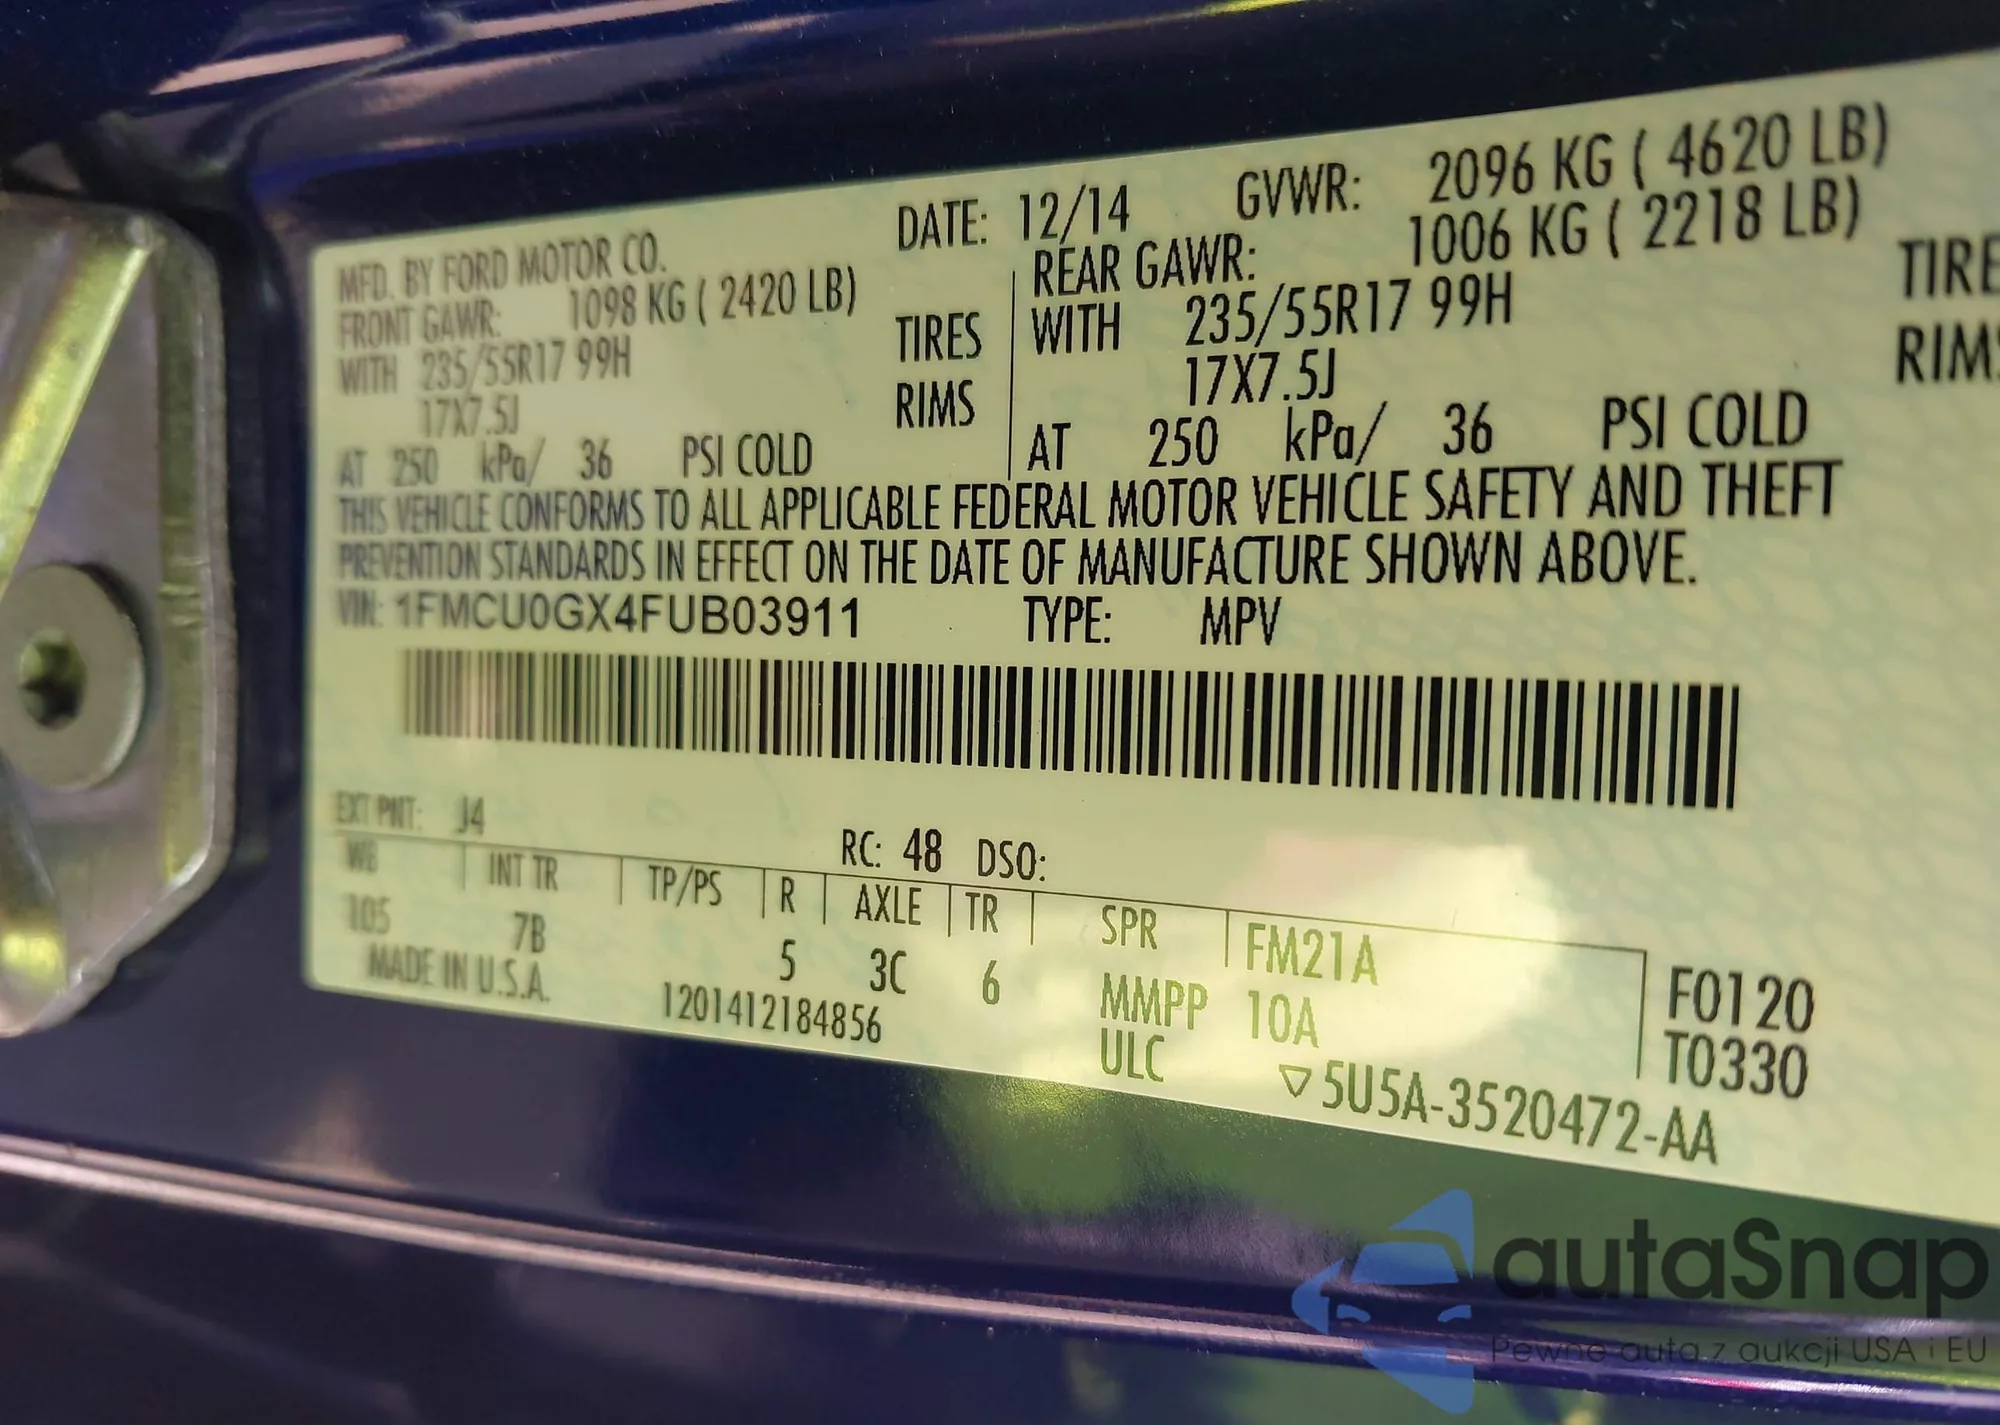 MFD. BY FORD MOTOR CO. DATE: 12/14 GVWR: 2096 KG ( 4620 LB)
FRONT GAWR: 1098 KG ( 2420 LB) REAR GAWR: 1006 KG ( 2218 LB)
WITH 235/55R17 99H TIRES WITH 235/55R17 99H TIRE
17X7.5J RIMS 17X7.5J RIMS
AT 250 kPa/ 36 PSI COLD AT 250 kPa/ 36 PSI COLD
THIS VEHICLE CONFORMS TO ALL APPLICABLE FEDERAL MOTOR VEHICLE SAFETY AND THEFT
PREVENTION STANDARDS IN EFFECT ON THE DATE OF MANUFACTURE SHOWN ABOVE.
VIN: 1FMCU0GX4FUB03911 TYPE: MPV
EXT PNT: J4 RC: 48 DSO:
WB INT TR TP/PS R AXLE TR SPR FM21A F0120
105 7B 5 3C 6 MMPP 10A T0330
MADE IN U.S.A. 1201412184856 ULC ▽5U5A-3520472-AA
autaSnap
Pewne auta z aukcji USA i EU